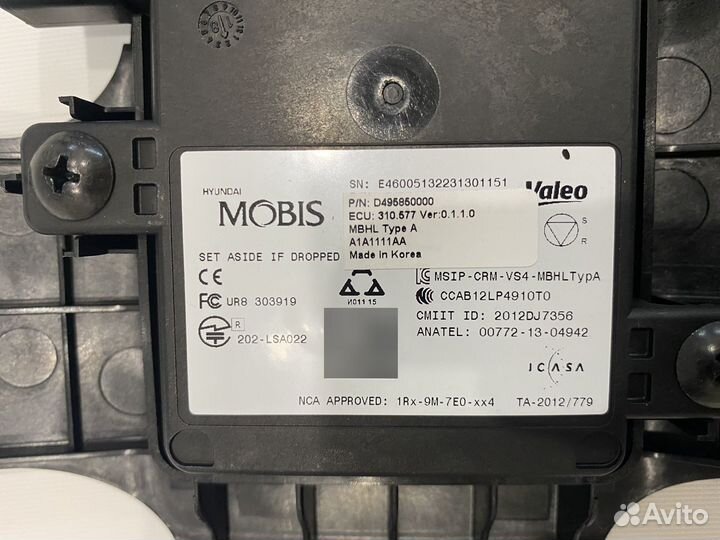 SN: E46005132231301151
HYUNDAI
MOBIS
Valeo
P/N: D495850000
ECU: 310.577 Ver:0.1.1.0
MBHL Type A
A1A1111AA
Made in Korea
S
R
SET ASIDE IF DROPPED
CE
MSIP-CRM-VS4-MBHLTypA
FC UR8 303919
CCAB12LP4910T0
R
202-LSA022
CMIIT ID: 2012DJ7356
ANATEL: 00772-13-04942
ICASA
NCA APPROVED: 1Rx-9M-7E0-xx4
TA-2012/779
Avito